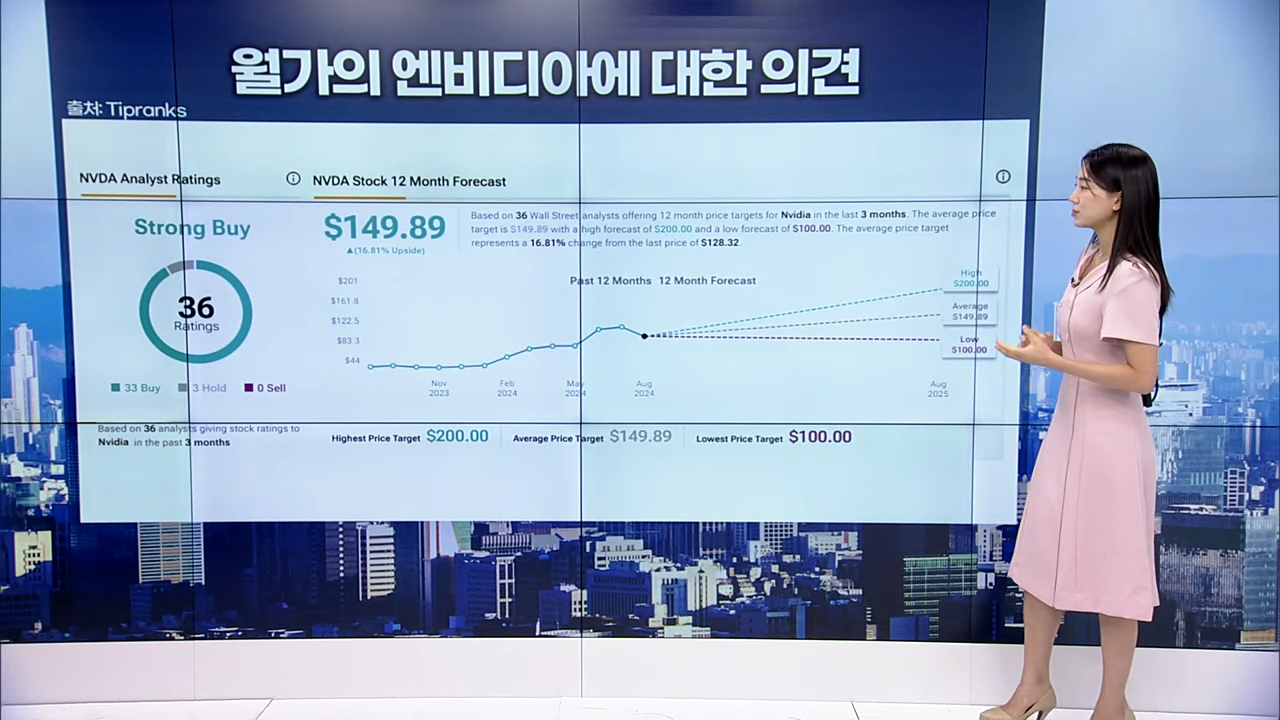 월가의 엔비디아에 대한 의견
출처: Tipranks
NVDA Analyst Ratings
NVDA Stock 12 Month Forecast
Strong Buy
36
Ratings
33 Buy
3 Hold
0 Sell
Based on 36 analysts giving stock ratings to
Nvidia in the past 3 months
$149.89
▲(16.81% Upside)
Based on 36 Wall Street analysts offering 12 month price targets for Nvidia in the last 3 months. The average price
target is $149.89 with a high forecast of $200.00 and a low forecast of $100.00. The average price target
represents a 16.81% change from the last price of $128.32.
Past 12 Months
12 Month Forecast
$201
$161.8
$122.5
$83.3
$44
High
$200.00
Average
$149.89
Low
$100.00
Nov
2023
Feb
2024
May
2024
Aug
2024
Aug
2025
Highest Price Target $200.00
Average Price Target $149.89
Lowest Price Target $100.00